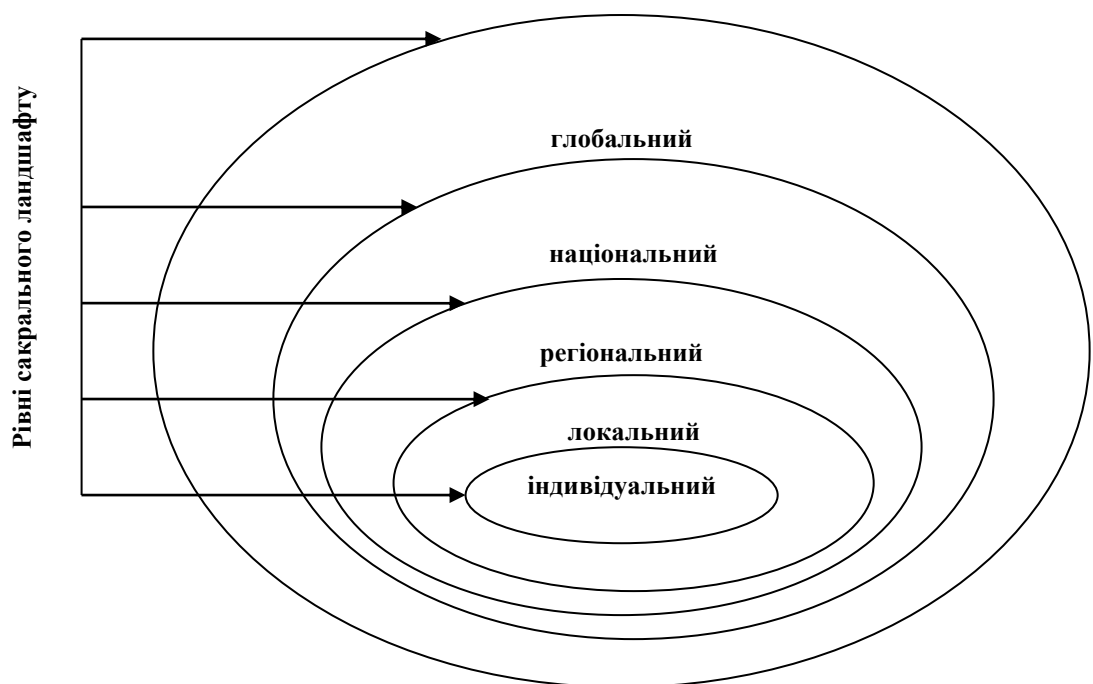 Рівні сакрального ландшафту
глобальний
національний
регіональний
локальний
індивідуальний